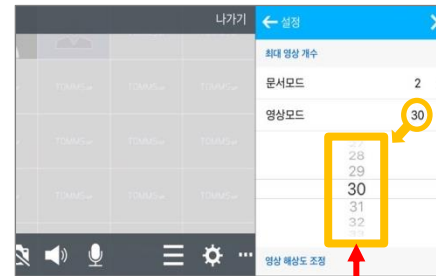 나가기
설정
최대 영상 개수
문서모드 2
영상모드 30
28
29
30
31
32
영상 해상도 조정